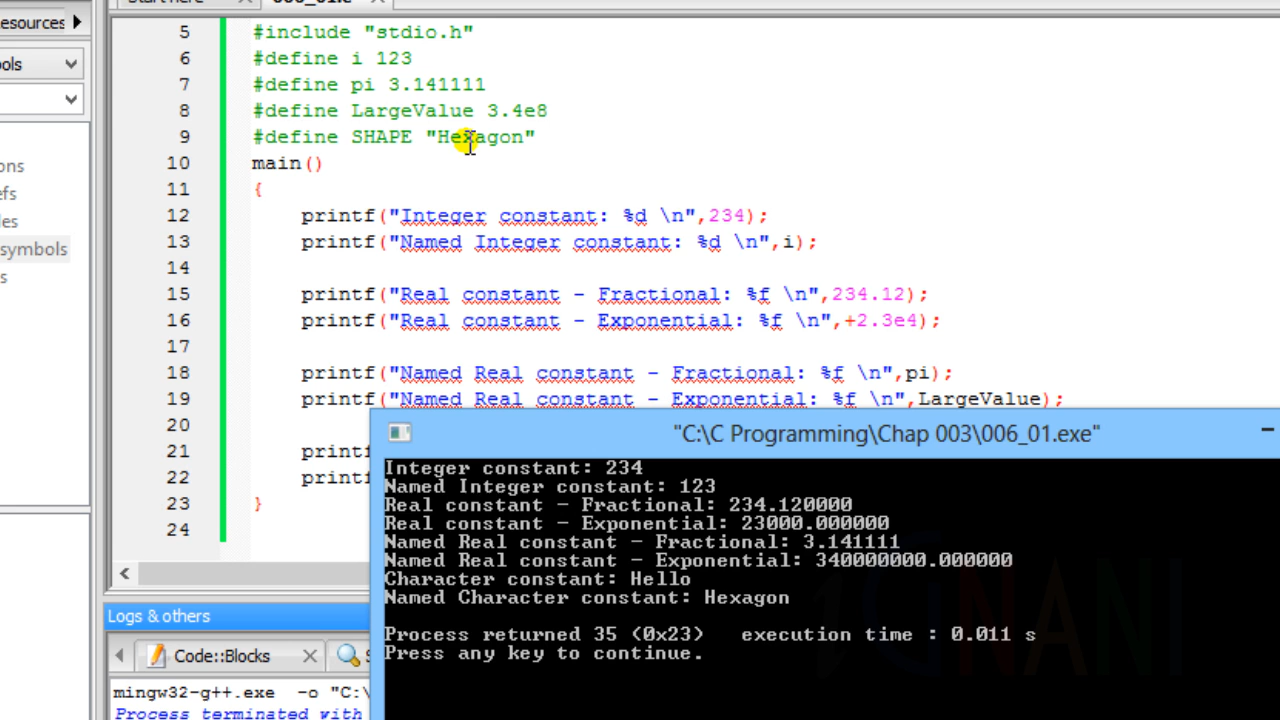 Start here
006_01.c
esources
ols
ons
efs
les
symbols
s
5 #include "stdio.h"
6 #define i 123
7 #define pi 3.141111
8 #define LargeValue 3.4e8
9 #define SHAPE "Hexagon"
10 main()
11 {
12 printf("Integer constant: %d \n",234);
13 printf("Named Integer constant: %d \n",i);
14
15 printf("Real constant - Fractional: %f \n",234.12);
16 printf("Real constant - Exponential: %f \n",+2.3e4);
17
18 printf("Named Real constant - Fractional: %f \n",pi);
19 printf("Named Real constant - Exponential: %f \n",LargeValue);
20
21 printf
22 printf
23 }
24
"C:\C Programming\Chap 003\006_01.exe"
Integer constant: 234
Named Integer constant: 123
Real constant - Fractional: 234.120000
Real constant - Exponential: 23000.000000
Named Real constant - Fractional: 3.141111
Named Real constant - Exponential: 340000000.000000
Character constant: Hello
Named Character constant: Hexagon
Process returned 35 (0x23) execution time : 0.011 s
Press any key to continue.
Logs & others
Code::Blocks
mingw32-g++.exe -o "C:\
Process terminated with